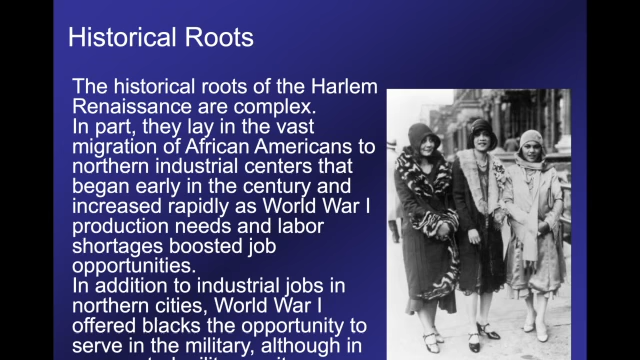 Historical Roots
The historical roots of the Harlem
Renaissance are complex.
In part, they lay in the vast
migration of African Americans to
northern industrial centers that
began early in the century and
increased rapidly as World War I
production needs and labor
shortages boosted job
opportunities.
In addition to industrial jobs in
northern cities, World War I
offered blacks the opportunity to
serve in the military, although in